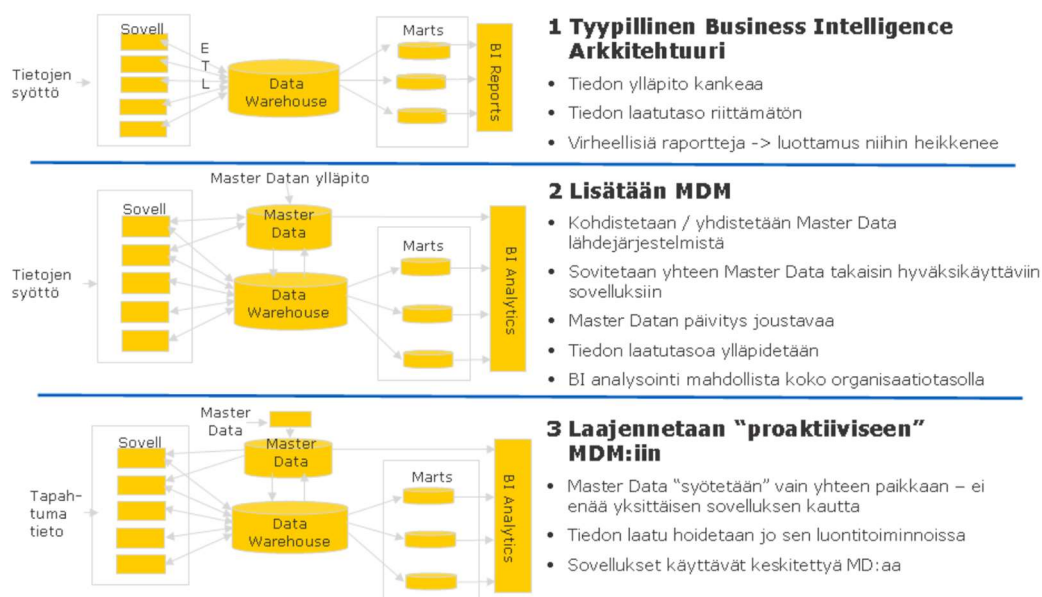 Sovell
E
T
L
Tietojen
syöttö
Data
Warehouse
Marts
BI Reports
1 Tyypillinen Business Intelligence
Arkkitehtuuri
• Tiedon ylläpito kankeaa
• Tiedon laatutaso riittämätön
• Virheellisiä raportteja -> luottamus niihin heikkenee
Master Datan ylläpito
Sovell
Master
Data
Tietojen
syöttö
Data
Warehouse
Marts
BI Analytics
2 Lisätään MDM
• Kohdistetaan / yhdistetään Master Data
lähdejärjestelmistä
• Sovitetaan yhteen Master Data takaisin hyväksikäyttäviin
sovelluksiin
• Master Datan päivitys joustavaa
• Tiedon laatutasoa ylläpidetään
• BI analysointi mahdollista koko organisaatiotasolla
Master
Data
Sovell
Master
Data
Tapah-
tuma
tieto
Data
Warehouse
Marts
BI Analytics
3 Laajennetaan “proaktiiviseen”
MDM:iin
• Master Data “syötetään” vain yhteen paikkaan – ei
enää yksittäisen sovelluksen kautta
• Tiedon laatu hoidetaan jo sen luontitoiminnoissa
• Sovellukset käyttävät keskitettyä MD:aa